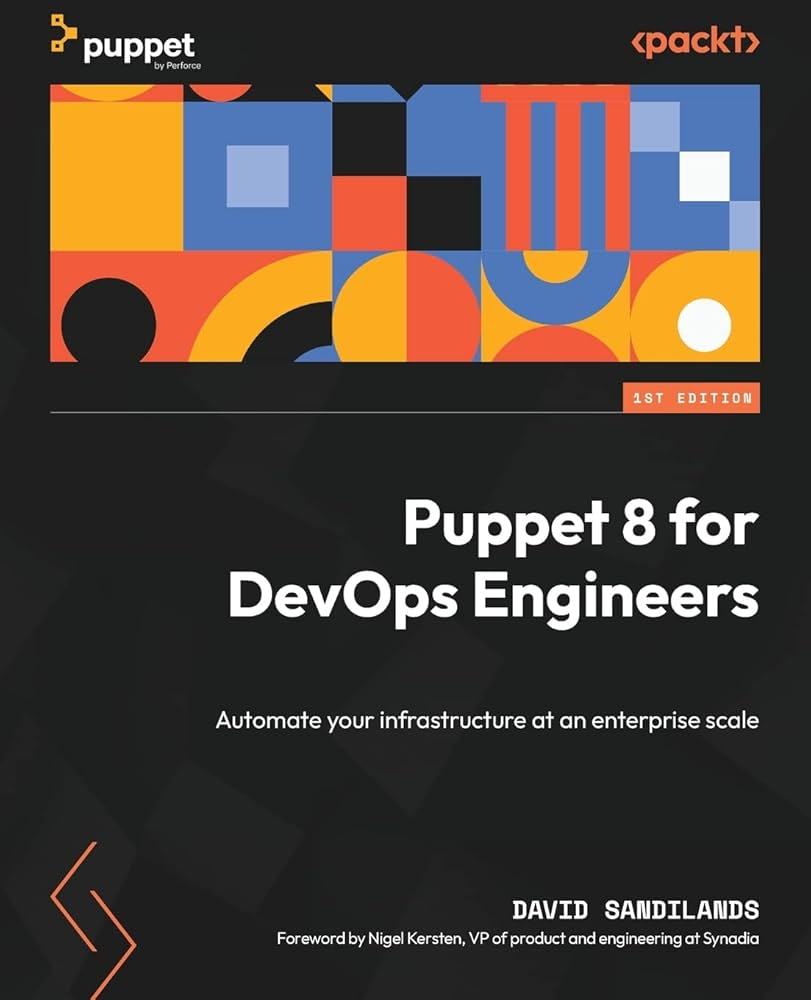 puppet
by Perforce
<packt>
1ST EDITION
Puppet 8 for
DevOps Engineers
Automate your infrastructure at an enterprise scale
DAVID SANDILANDS
Foreword by Nigel Kersten, VP of product and engineering at Synadia